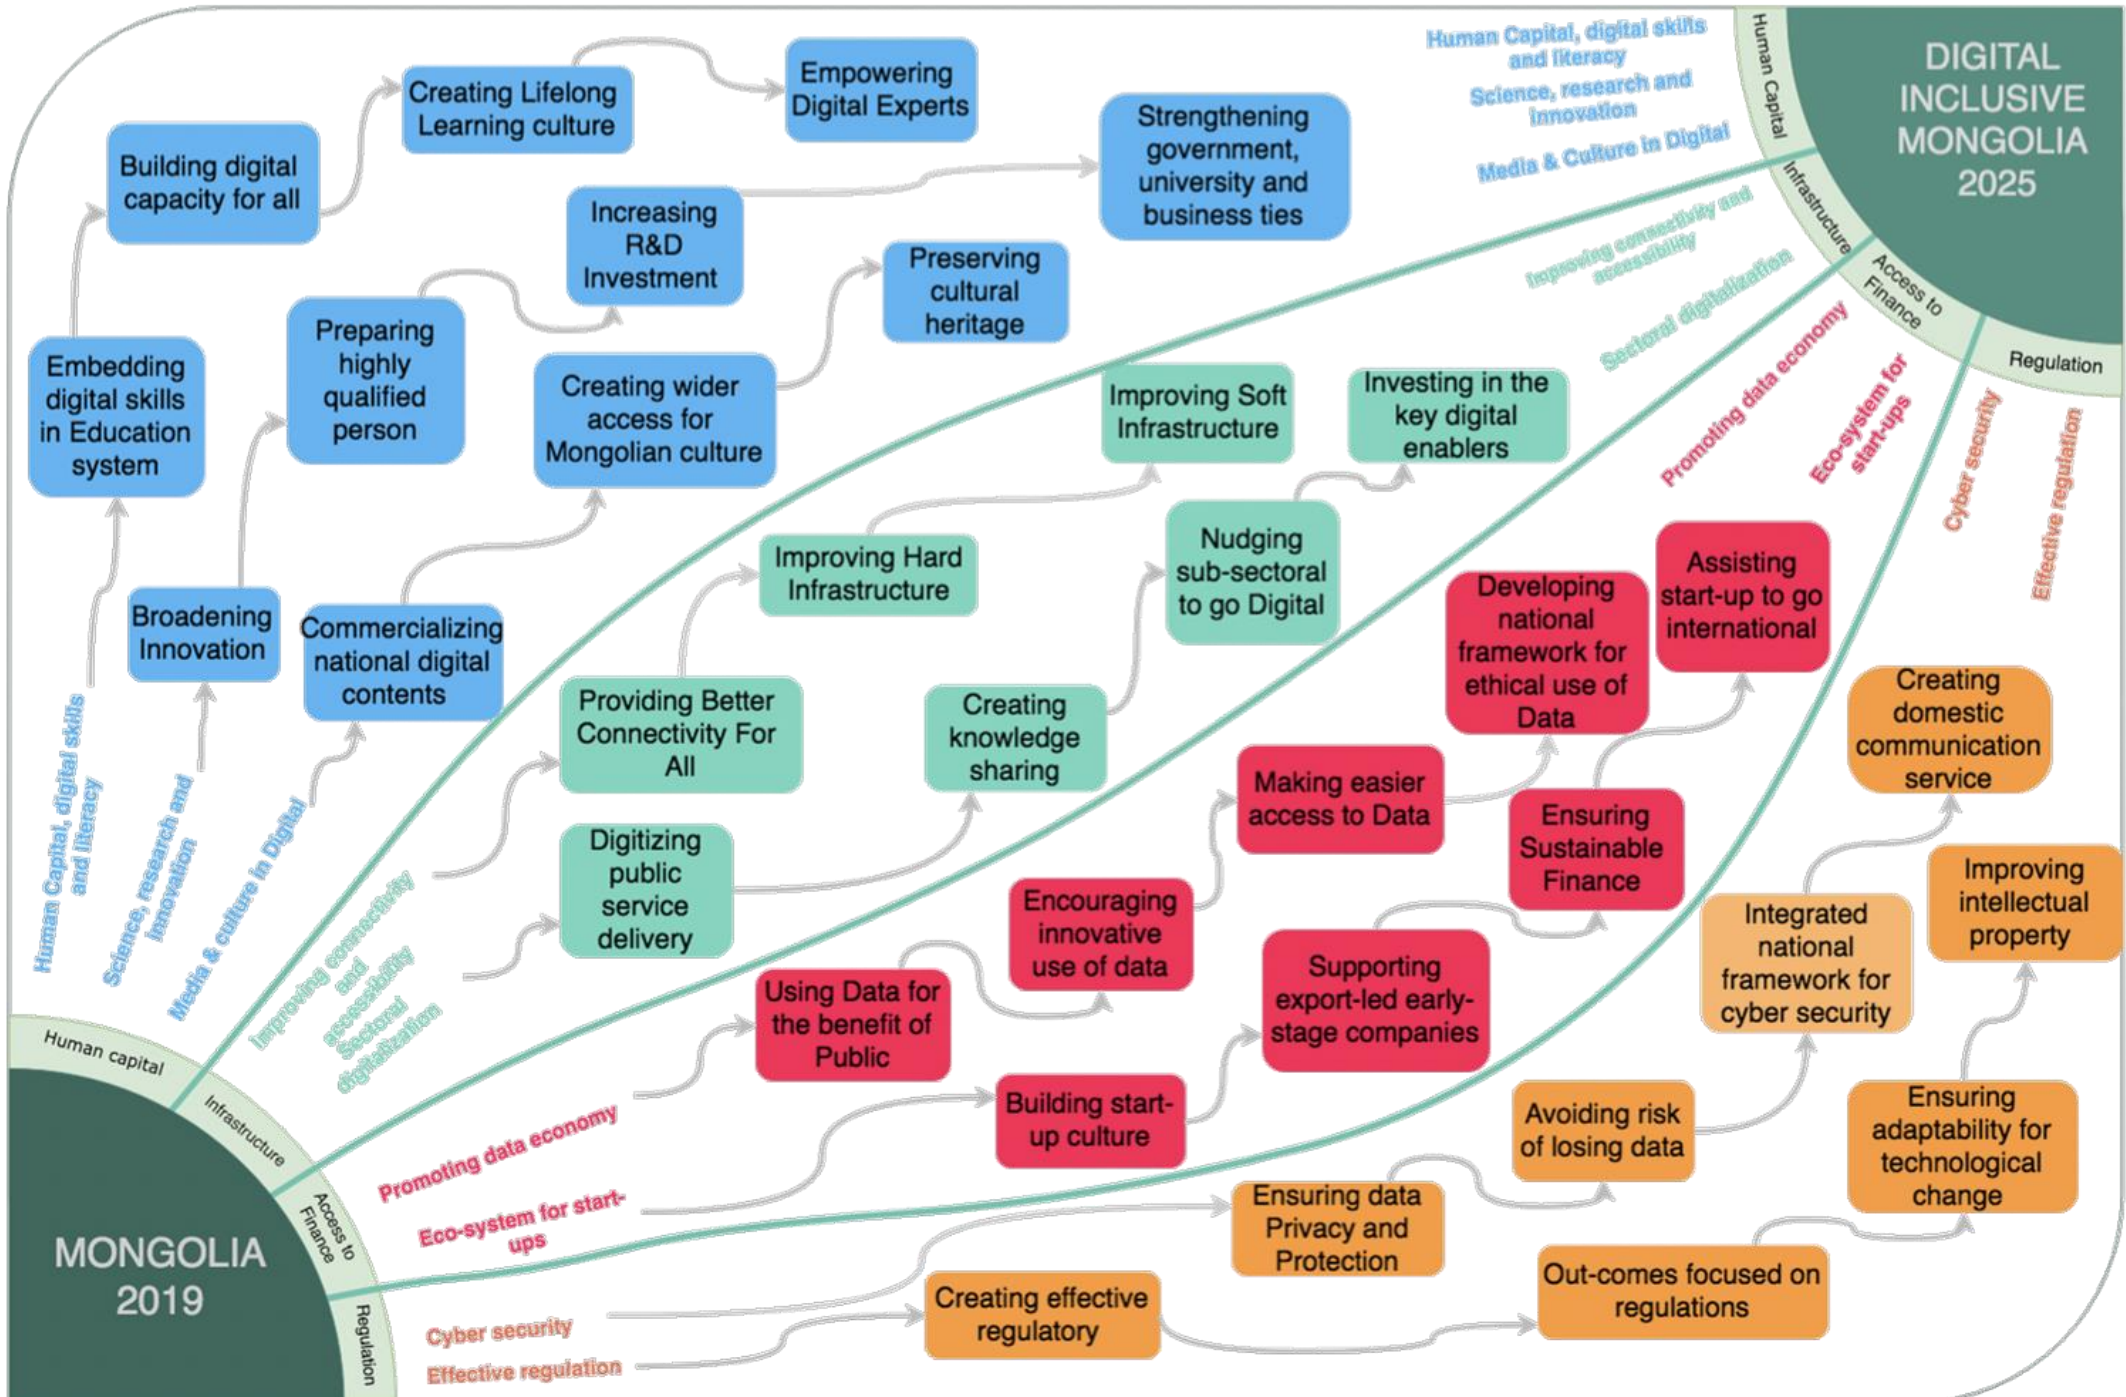 Human Capital, digital skills
and literacy
Science, research and
innovation
Media & Culture in Digital
Human Capital
DIGITAL
INCLUSIVE
MONGOLIA
2025
Infrastructure
Improving connectivity and
accessibility
Sectoral digitalization
Access to
Finance
Promoting data economy
Eco-system for
start-ups
Regulation
Cyber security
Effective regulation
Creating Lifelong
Learning culture
Empowering
Digital Experts
Building digital
capacity for all
Strengthening
government,
university and
business ties
Increasing
R&D
Investment
Preserving
cultural
heritage
Embedding
digital skills
in Education
system
Preparing
highly
qualified
person
Creating wider
access for
Mongolian culture
Broadening
Innovation
Commercializing
national digital
contents
Human Capital, digital skills
and literacy
Science, research and
innovation
Media & culture in Digital
Improving Soft
Infrastructure
Investing in the
key digital
enablers
Improving Hard
Infrastructure
Nudging
sub-sectoral
to go Digital
Providing Better
Connectivity For
All
Creating
knowledge
sharing
Digitizing
public
service
delivery
Improving connectivity
and
accessibility
Sectoral
digitalization
Developing
national
framework for
ethical use of
Data
Assisting
start-up to go
international
Making easier
access to Data
Ensuring
Sustainable
Finance
Encouraging
innovative
use of data
Supporting
export-led early-
stage companies
Using Data for
the benefit of
Public
Building start-
up culture
Promoting data economy
Eco-system for start-
ups
Creating
domestic
communication
service
Improving
intellectual
property
Integrated
national
framework for
cyber security
Avoiding risk
of losing data
Ensuring
adaptability for
technological
change
Ensuring data
Privacy and
Protection
Out-comes focused on
regulations
Creating effective
regulatory
Cyber security
Effective regulation
Human capital
Infrastructure
Access to
Finance
Regulation
MONGOLIA
2019